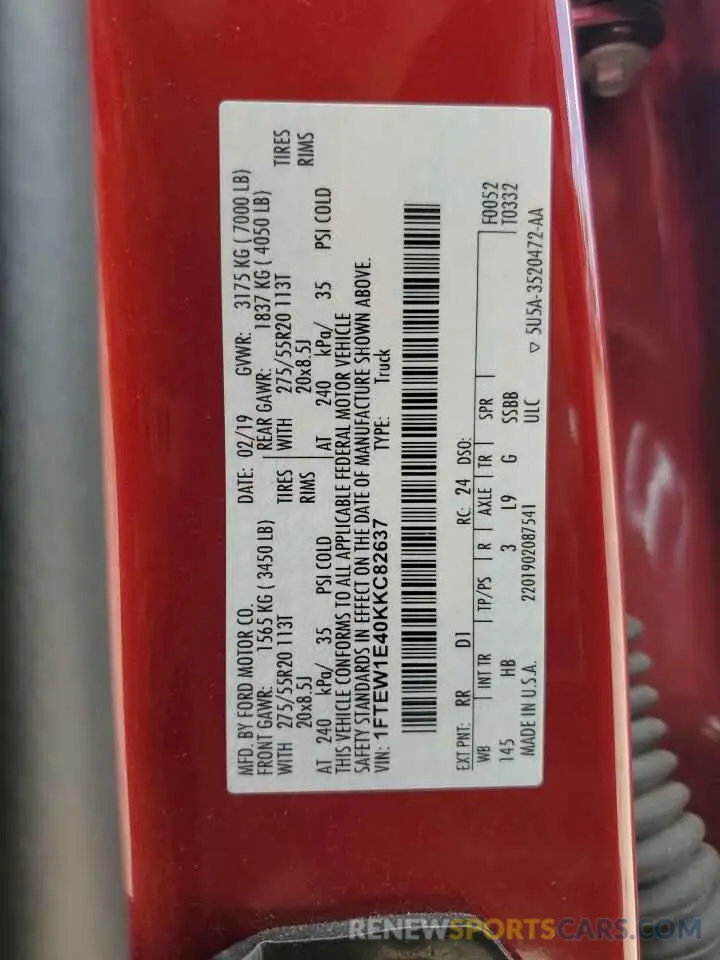 MFD. BY FORD MOTOR CO. DATE: 02/19 GVWR: 3175 KG ( 7000 LB)
FRONT GAWR: 1565 KG ( 3450 LB) REAR GAWR: 1837 KG ( 4050 LB)
WITH 275/55R20 113T TIRES WITH 275/55R20 113T TIRES
20x8.5J RIMS 20x8.5J RIMS
AT 240 kPa/ 35 PSI COLD AT 240 kPa/ 35 PSI COLD
THIS VEHICLE CONFORMS TO ALL APPLICABLE FEDERAL MOTOR VEHICLE
SAFETY STANDARDS IN EFFECT ON THE DATE OF MANUFACTURE SHOWN ABOVE.
VIN: 1FTEW1E40KKC82637 TYPE: Truck
EXT PNT: RR D1 RC: 24 DSO: F0052
WB INT TR TP/PS R AXLE TR SPR T0332
145 HB 3 L9 G SSBB
MADE IN U.S.A. 2201902087541 ULC
▽ 5U5A-3520472-AA
RENEWSPORTSCARS.COM